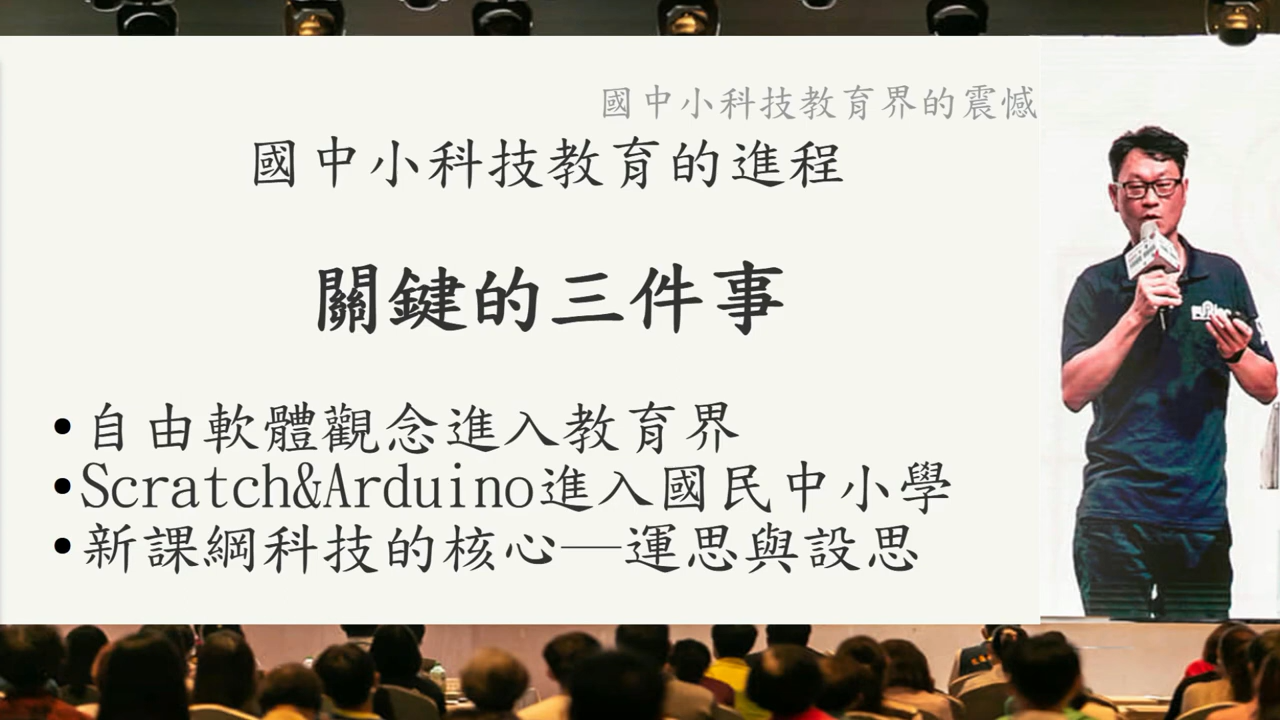 國中小科技教育界的震憾
國中小科技教育的進程
關鍵的三件事
•自由軟體觀念進入教育界
•Scratch&Arduino進入國民中小學
•新課綱科技的核心—運思與設思